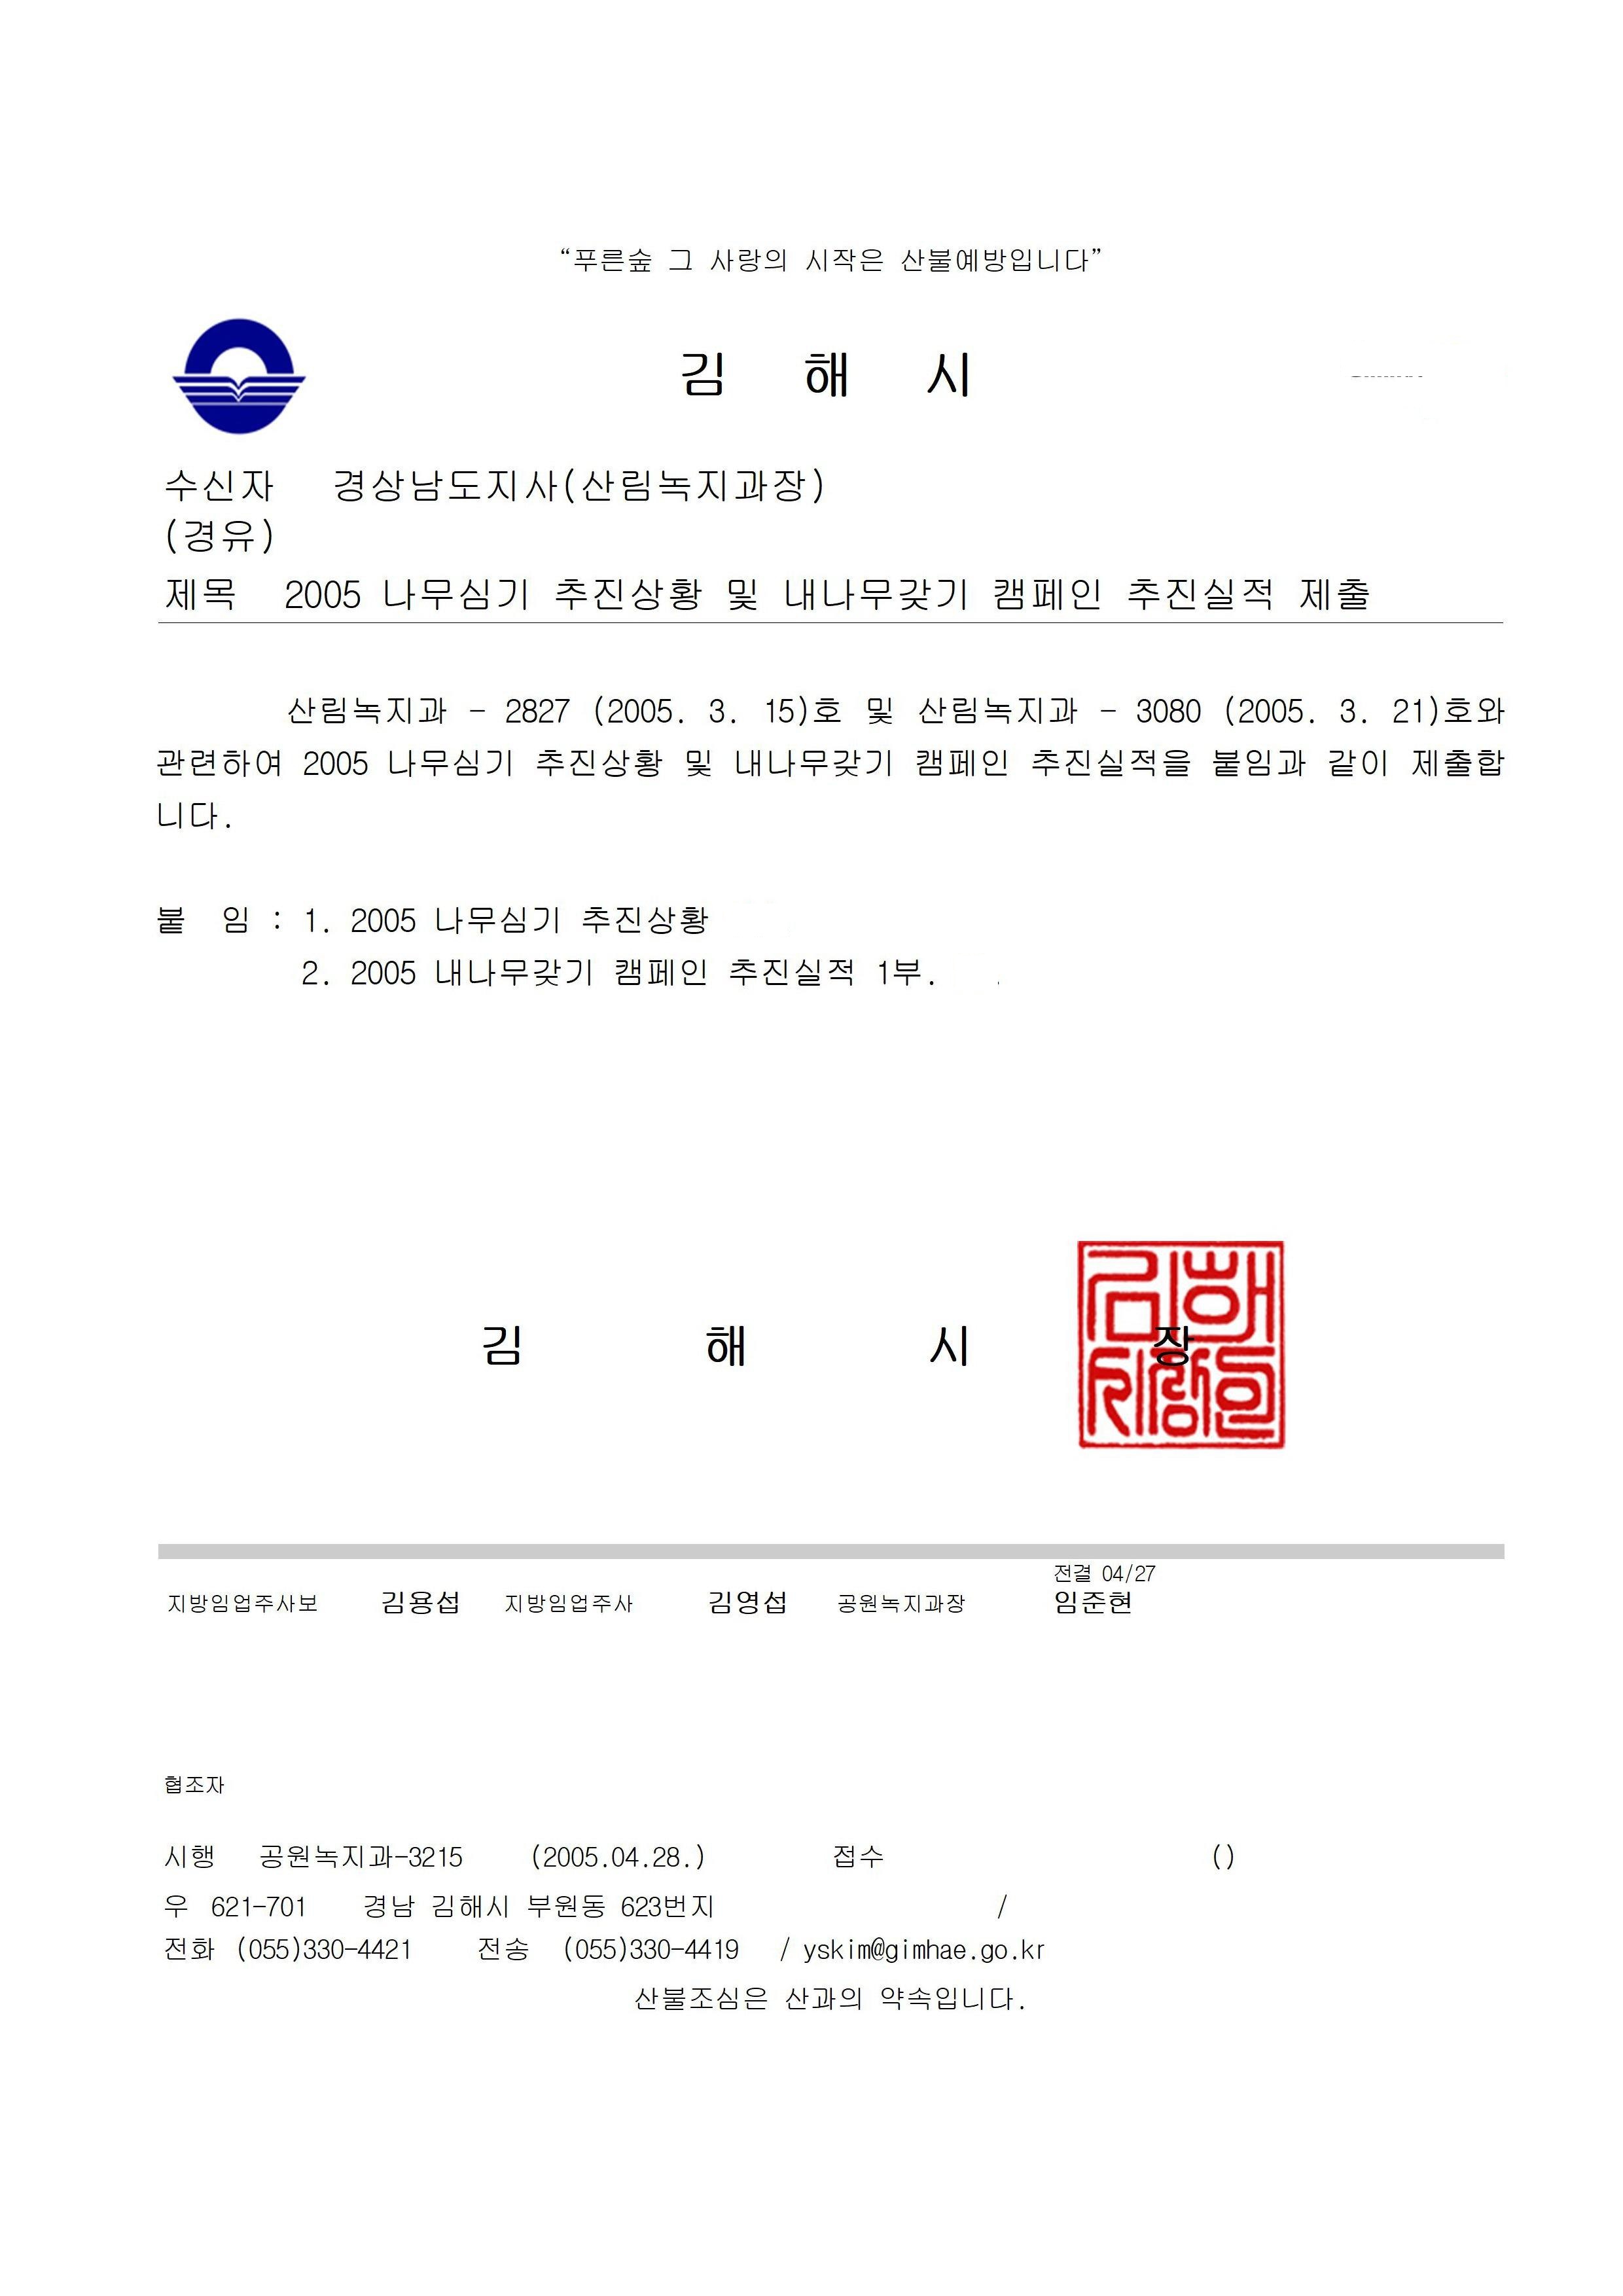 “푸른숲 그 사랑의 시작은 산불예방입니다”
김 해 시
수신자 경상남도지사(산림녹지과장)
(경유)
제목 2005 나무심기 추진상황 및 내나무갖기 캠페인 추진실적 제출
산림녹지과 - 2827 (2005. 3. 15)호 및 산림녹지과 - 3080 (2005. 3. 21)호와
관련하여 2005 나무심기 추진상황 및 내나무갖기 캠페인 추진실적을 붙임과 같이 제출합
니다.
붙 임 : 1. 2005 나무심기 추진상황
2. 2005 내나무갖기 캠페인 추진실적 1부.
김 해 시 장
김해시장인
전결 04/27
지방임업주사보 김용섭 지방임업주사 김영섭 공원녹지과장 임준현
협조자
시행 공원녹지과-3215 (2005.04.28.) 접수 ()
우 621-701 경남 김해시 부원동 623번지 /
전화 (055)330-4421 전송 (055)330-4419 / yskim@gimhae.go.kr
산불조심은 산과의 약속입니다.